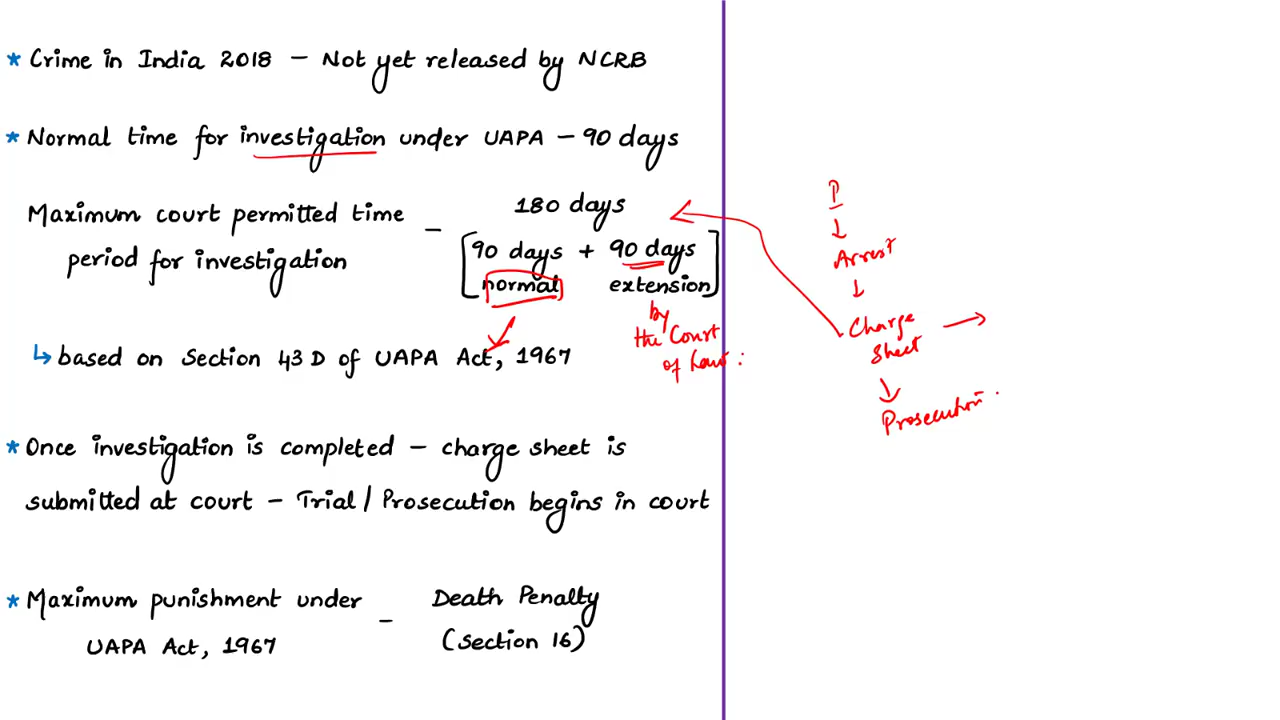 * Crime in India 2018 – Not yet released by NCRB
* Normal time for investigation under UAPA – 90 days
Maximum court permitted time
period for investigation
– 180 days
[90 days + 90 days
normal extension]
by
the Court
of
↳ based on Section 43 D of UAPA Act, 1967
* Once investigation is completed – charge sheet is
submitted at court – Trial / Prosecution begins in court
* Maximum punishment under
UAPA Act, 1967
– Death Penalty
(Section 16)
P
↓
Arrest
↓
Charge →
Sheet
↓
Prosecution